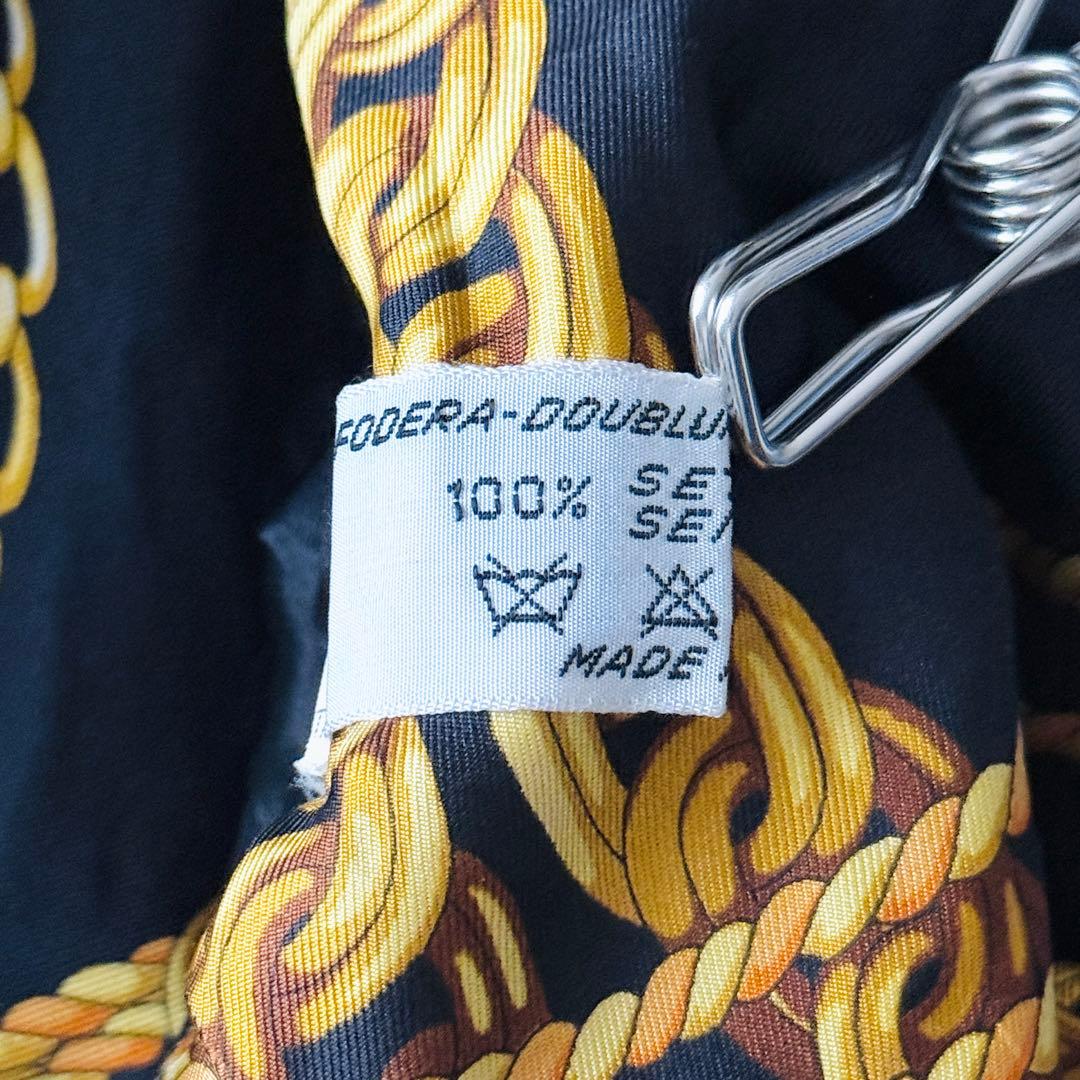 FODERA-DOUBLU
100% SE
SE
MADE